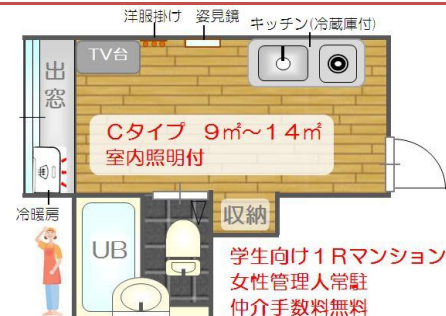 洋服掛け 姿見鏡 キッチン(冷蔵庫付)
TV台
出窓
Cタイプ 9㎡～14㎡
室内照明付
冷暖房
収納
UB
学生向け1Rマンション
女性管理人常駐
仲介手数料無料